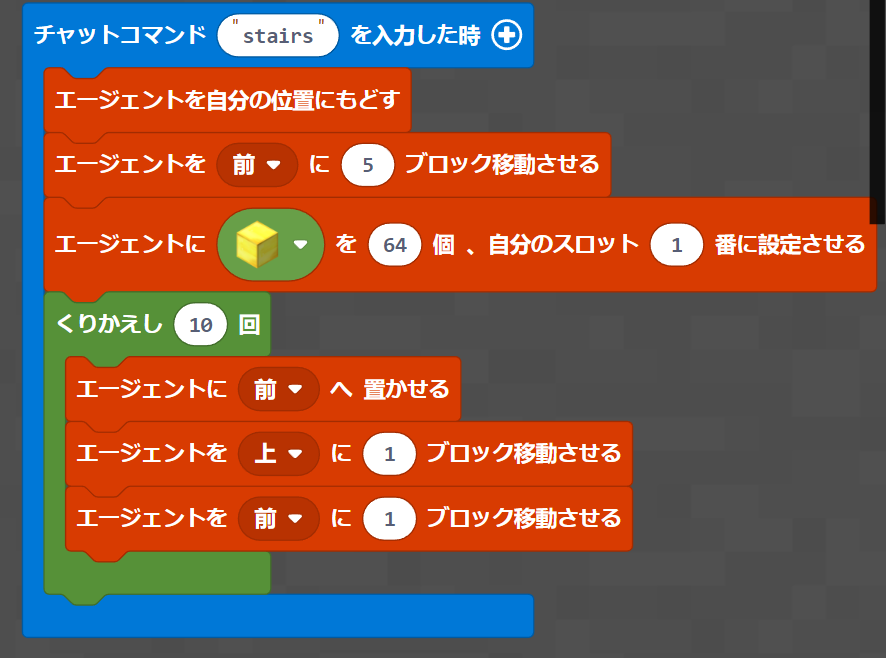 チャットコマンド "stairs" を入力した時
エージェントを自分の位置にもどす
エージェントを 前 に 5 ブロック移動させる
エージェントに を 64 個 、自分のスロット 1 番に設定させる
くりかえし 10 回
エージェントに 前 へ 置かせる
エージェントを 上 に 1 ブロック移動させる
エージェントを 前 に 1 ブロック移動させる